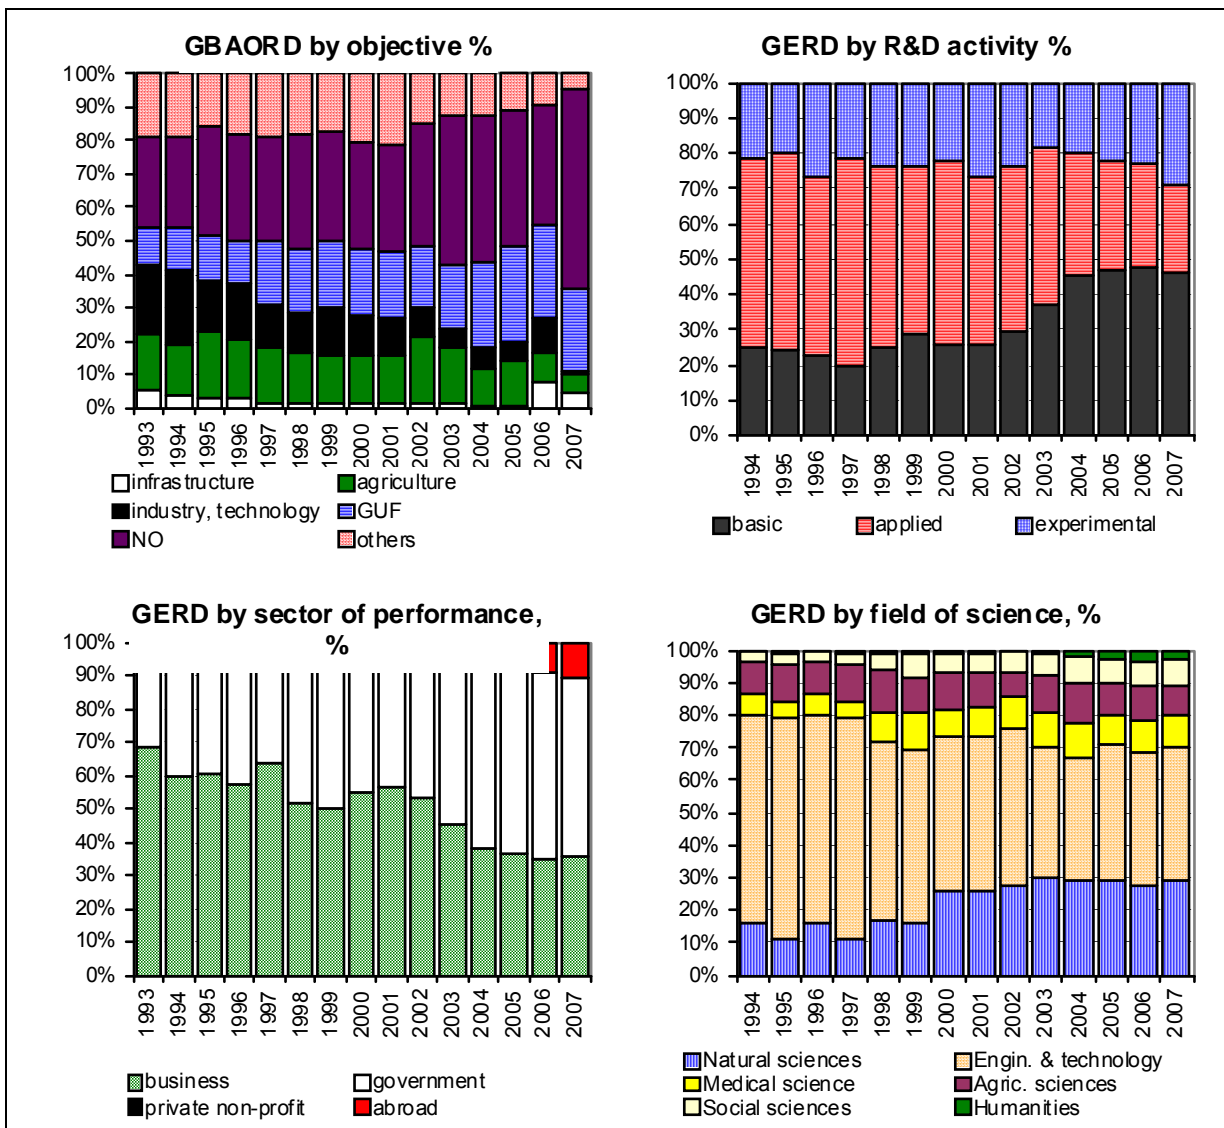 GBAORD by objective %
100%
90%
80%
70%
60%
50%
40%
30%
20%
10%
0%
1993 1994 1995 1996 1997 1998 1999 2000 2001 2002 2003 2004 2005 2006 2007
infrastructure agriculture
industry, technology GUF
NO others
GERD by R&D activity %
100%
90%
80%
70%
60%
50%
40%
30%
20%
10%
0%
1994 1995 1996 1997 1998 1999 2000 2001 2002 2003 2004 2005 2006 2007
basic applied experimental
GERD by sector of performance,
%
100%
90%
80%
70%
60%
50%
40%
30%
20%
10%
0%
1993 1994 1995 1996 1997 1998 1999 2000 2001 2002 2003 2004 2005 2006 2007
business government
private non-profit abroad
GERD by field of science, %
100%
90%
80%
70%
60%
50%
40%
30%
20%
10%
0%
1994 1995 1996 1997 1998 1999 2000 2001 2002 2003 2004 2005 2006 2007
Natural sciences Engin. & technology
Medical science Agric. sciences
Social sciences Humanities